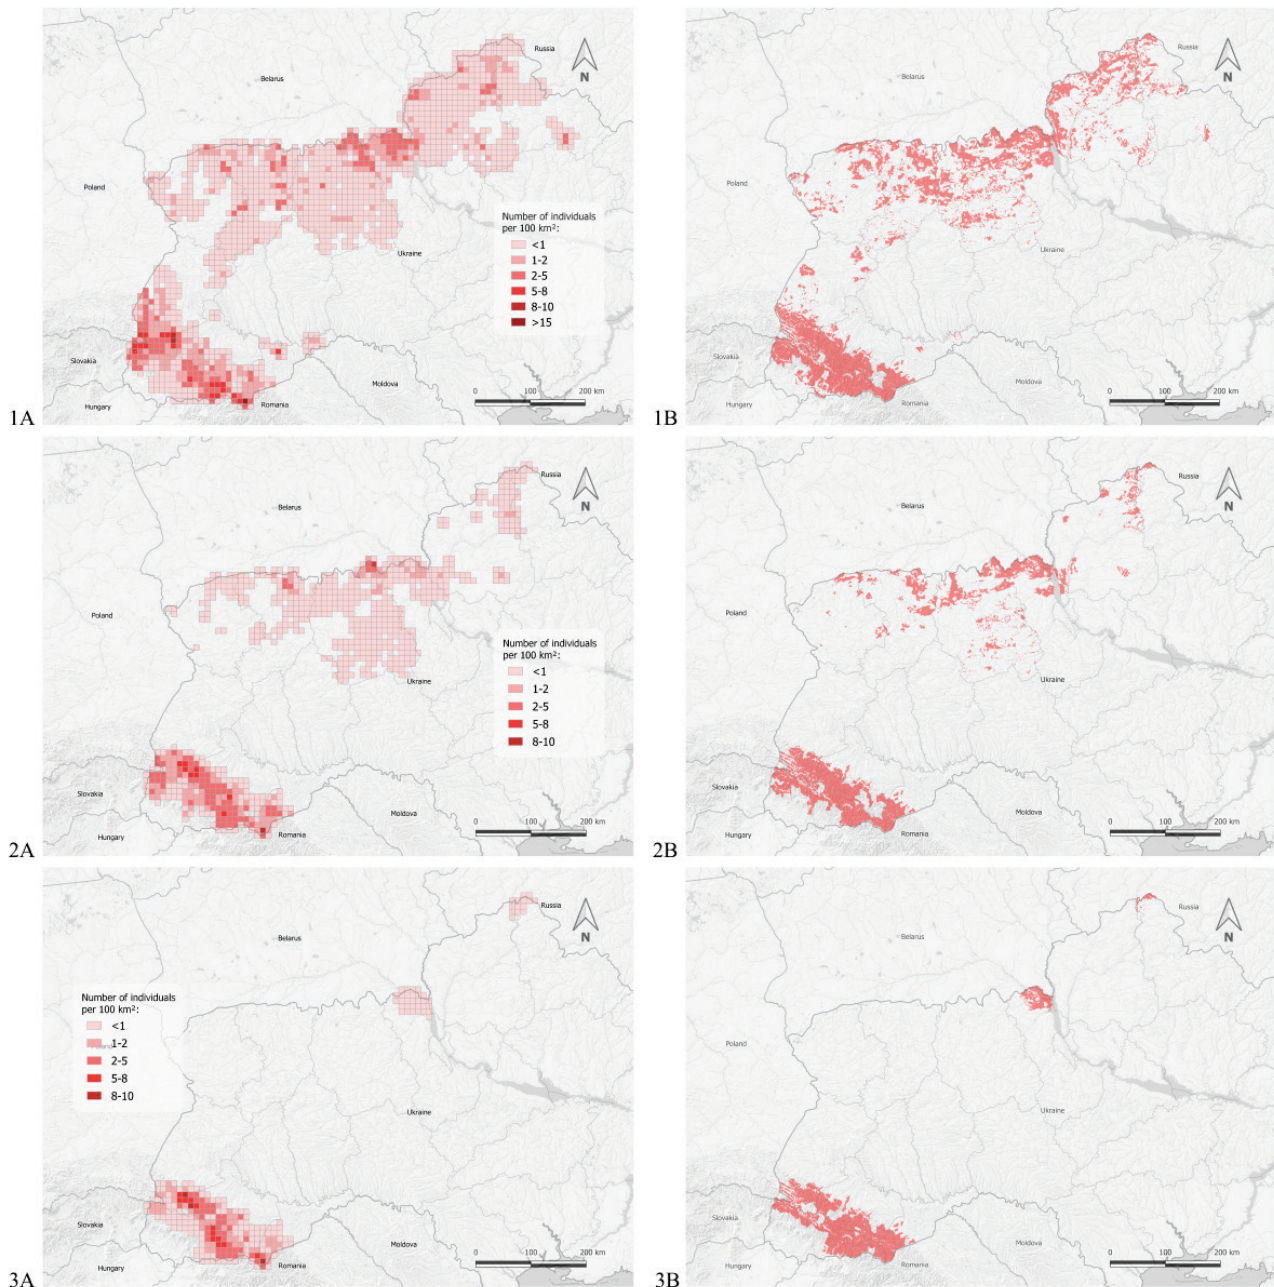 Russia
Belarus
N
Poland
Number of individuals
per 100 km²:
<1
1-2
2-5
5-8
8-10
>15
Ukraine
Slovakia
Moldova
Hungary
Romania
0 100 200 km
1A
Russia
Belarus
N
Poland
Ukraine
Slovakia
Moldova
Hungary
Romania
0 100 200 km
1B
Russia
Belarus
N
Poland
Number of individuals
per 100 km²:
<1
1-2
2-5
5-8
8-10
Ukraine
Slovakia
Moldova
Hungary
Romania
0 100 200 km
2A
Russia
Belarus
N
Poland
Ukraine
Slovakia
Moldova
Hungary
Romania
0 100 200 km
2B
Russia
Belarus
N
Number of individuals
per 100 km²:
<1
Poland
1-2
2-5
5-8
8-10
Ukraine
Slovakia
Moldova
Hungary
Romania
0 100 200 km
3A
Russia
Belarus
N
Poland
Ukraine
Slovakia
Moldova
Hungary
Romania
0 100 200 km
3B